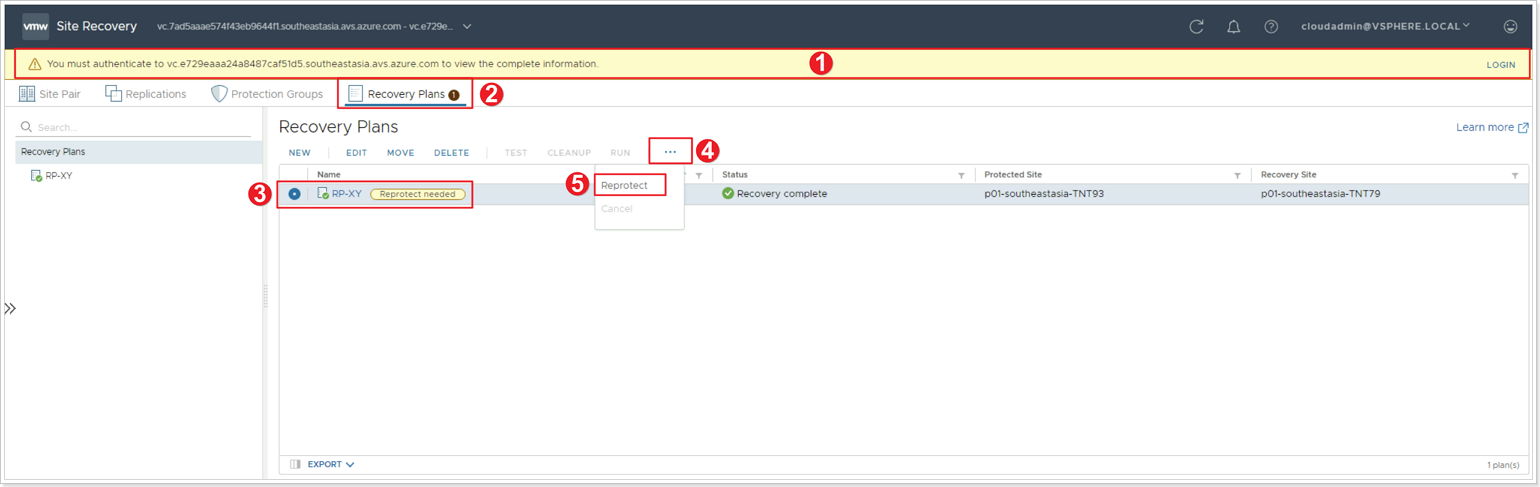 vmw Site Recovery vc.7ad5aaae574f43eb9644f1.southeastasia.avs.azure.com - vc.e729e... cloudadmin@VSPHERE.LOCAL
You must authenticate to vc.e729eaaa24a8487caf51d5.southeastasia.avs.azure.com to view the complete information. 1 LOGIN
Site Pair Replications Protection Groups Recovery Plans 1 2
Search... Recovery Plans Learn more
Recovery Plans NEW EDIT MOVE DELETE TEST CLEANUP RUN ... 4
RP-XY Name Status Protected Site Recovery Site
3 RP-XY Reprotect needed 5 Reprotect Recovery complete p01-southeastasia-TNT93 p01-southeastasia-TNT79
Cancel
EXPORT 1 plan(s)